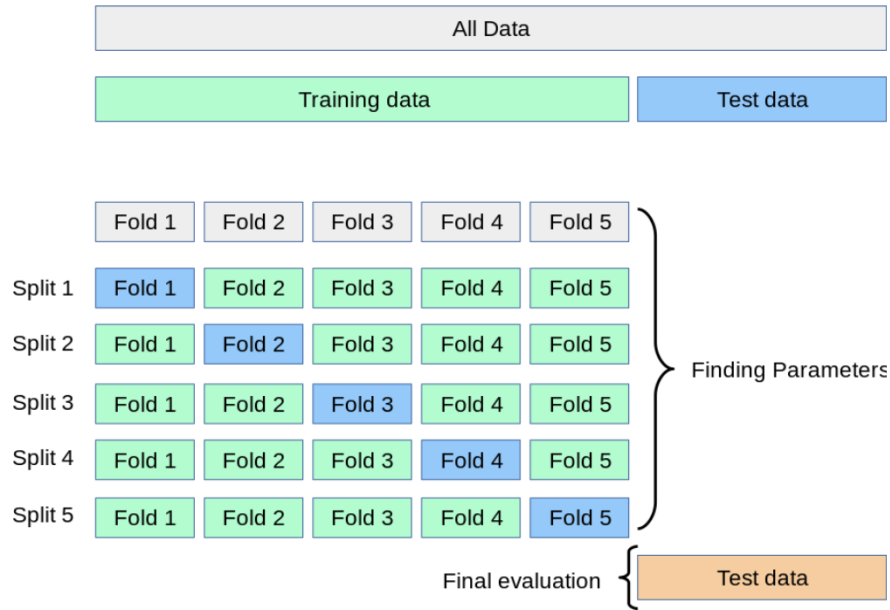 All Data
Training data Test data
Fold 1 Fold 2 Fold 3 Fold 4 Fold 5
Split 1 Fold 1 Fold 2 Fold 3 Fold 4 Fold 5
Split 2 Fold 1 Fold 2 Fold 3 Fold 4 Fold 5
Finding Parameters
Split 3 Fold 1 Fold 2 Fold 3 Fold 4 Fold 5
Split 4 Fold 1 Fold 2 Fold 3 Fold 4 Fold 5
Split 5 Fold 1 Fold 2 Fold 3 Fold 4 Fold 5
Final evaluation Test data